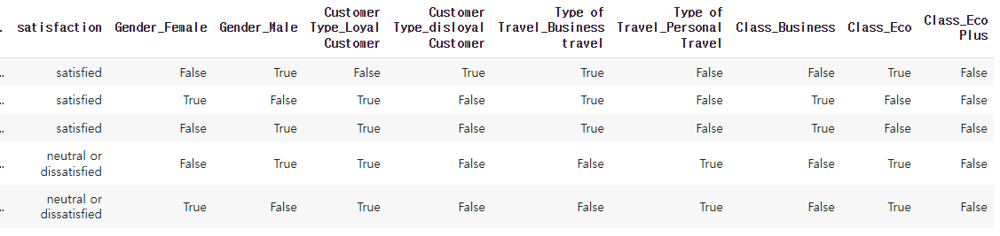 . satisfaction Gender_Female Gender_Male Customer Type_Loyal Customer Customer Type_disloyal Customer Type of Travel_Business travel Type of Travel_Personal Travel Class_Business Class_Eco Class_Eco Plus
.. satisfied False True False True True False False True False
.. satisfied True False True False True False True False False
.. satisfied False True True False True False True False False
.. neutral or dissatisfied False True True False False True False True False
.. neutral or dissatisfied True False True False False True False True False